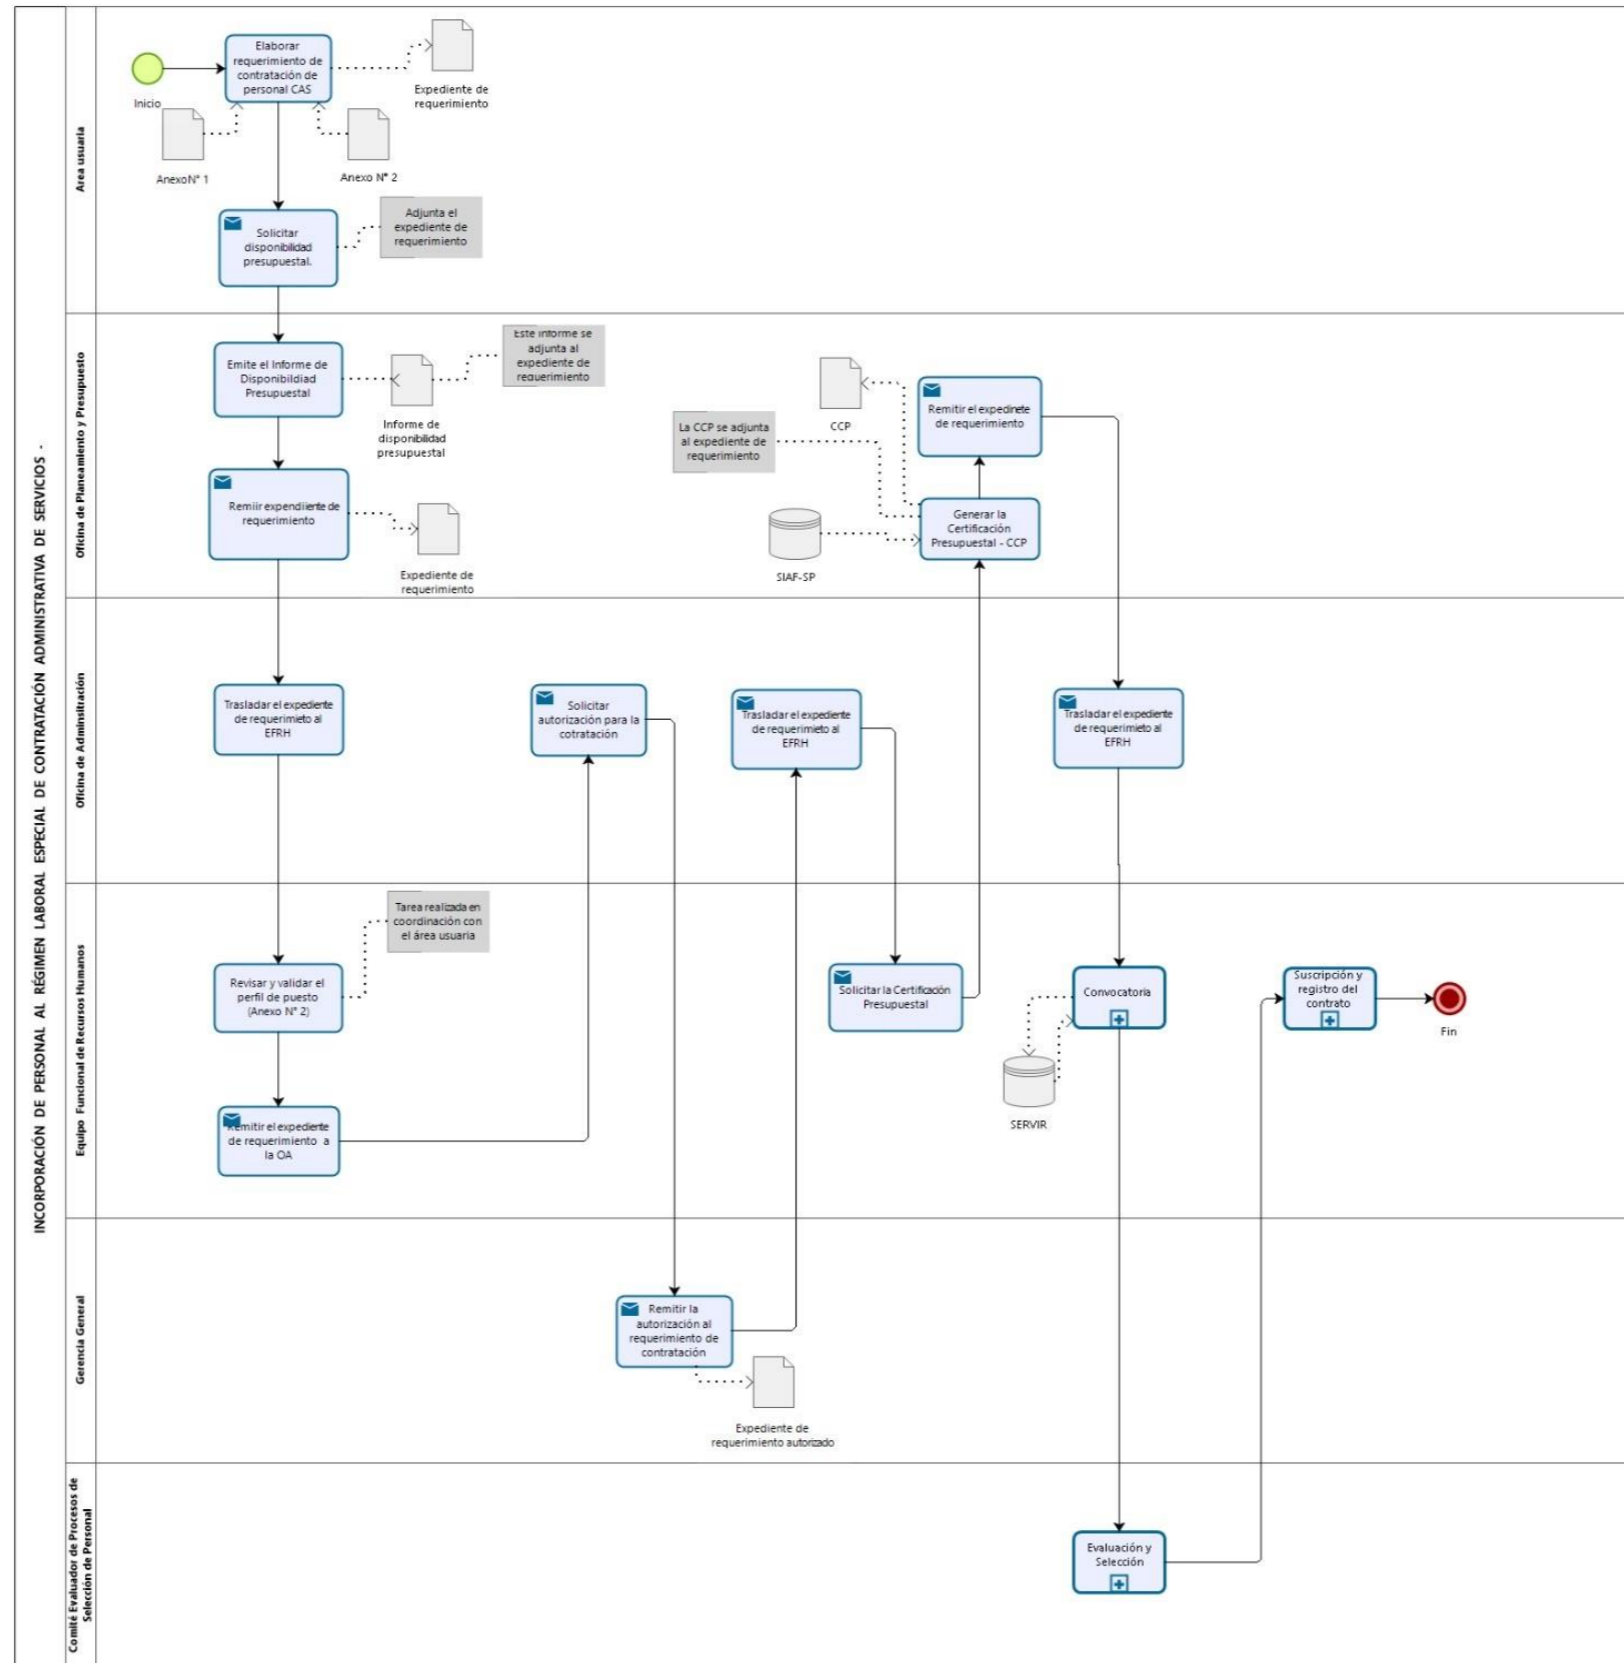 INCORPORACIÓN DE PERSONAL AL RÉGIMEN LABORAL ESPECIAL DE CONTRATACIÓN ADMINISTRATIVA DE SERVICIOS -
Area usuaria
Inicio
Elaborar
requerimiento de
contratación de
personal CAS
Expediente de
requerimiento
AnexoN° 1
Anexo N° 2
Solicitar
disponibilidad
presupuestal.
Adjunta el
expediente de
requerimiento
Oficina de Planeamiento y Presupuesto
Emite el Informe de
Disponibildiad
Presupuestal
Informe de
disponibilidad
presupuestal
Este informe se
adjunta al
expediente de
requerimiento
Remiir expendiiente de
requerimiento
Expediente de
requerimiento
La CCP se adjunta
al expediente de
requerimiento
CCP
SIAF-SP
Remitir el expedinete
de requerimiento
Generar la
Certificación
Presupuestal - CCP
Oficina de Adminsitración
Trasladar el expediente
de requerimieto al
EFRH
Solicitar
autorización para la
cotratación
Trasladar el expediente
de requerimieto al
EFRH
Trasladar el expediente
de requerimieto al
EFRH
Equipo Funcional de Recursos Humanos
Tarea realizada en
coordinación con
el área usuaria
Revisar y validar el
perfil de puesto
(Anexo N° 2)
Remitir el expediente
de requerimiento a
la OA
Solicitar la Certificación
Presupuestal
Convocatoria
SERVIR
Suscripción y
registro del
contrato
Fin
Gerencia General
Remitir la
autorización al
requerimiento de
contratación
Expediente de
requerimiento autorizado
Comité Evaluador de Procesos de
Selección de Personal
Evaluación y
Selección